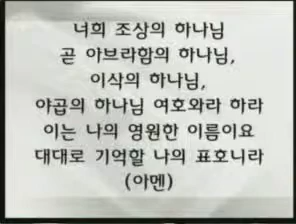 너희 조상의 하나님
곧 아브라함의 하나님,
이삭의 하나님,
야곱의 하나님 여호와라 하라
이는 나의 영원한 이름이요
대대로 기억할 나의 표호니라
(아멘)